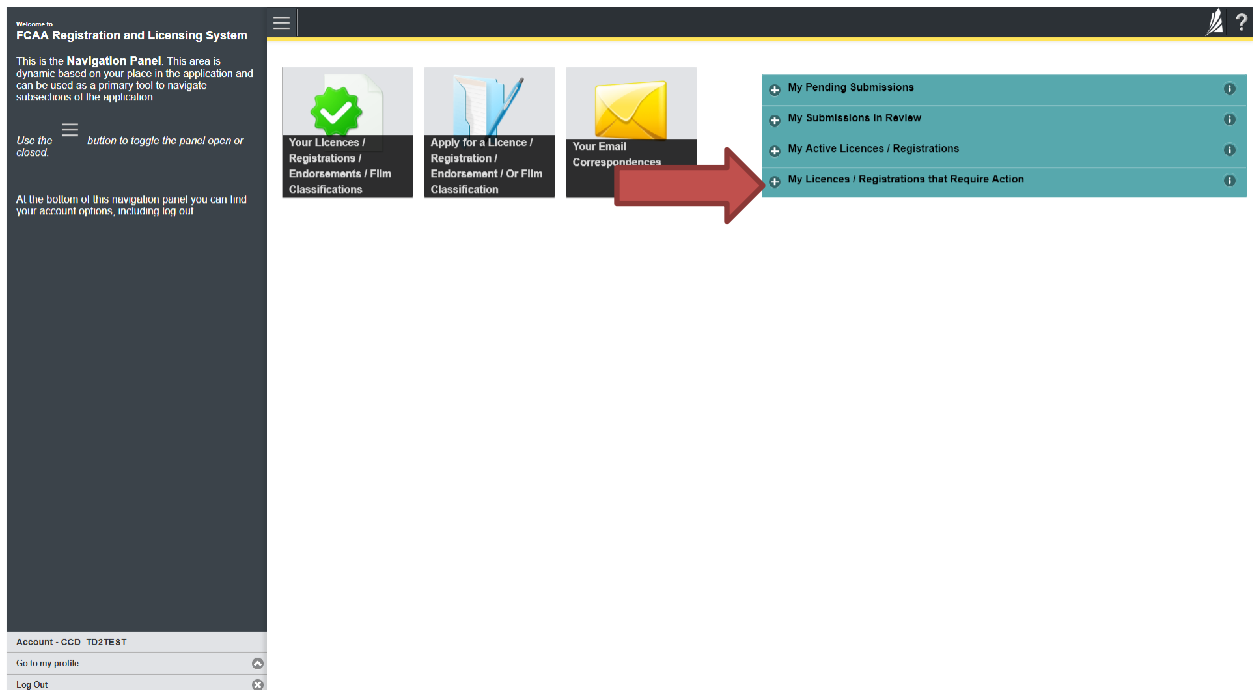 Welcome to
FCAA Registration and Licensing System
This is the Navigation Panel. This area is
dynamic based on your place in the application and
can be used as a primary tool to navigate
subsections of the application
Use the button to toggle the panel open or
closed.
At the bottom of this navigation panel you can find
your account options, including log out
Account - CCD TD2TEST
Go to my profile
Log Out
?
Your Licences /
Registrations /
Endorsements / Film
Classifications
Apply for a Licence /
Registration /
Endorsement / Or Film
Classification
Your Email
Correspondences
My Pending Submissions
My Submissions In Review
My Active Licences / Registrations
My Licences / Registrations that Require Action